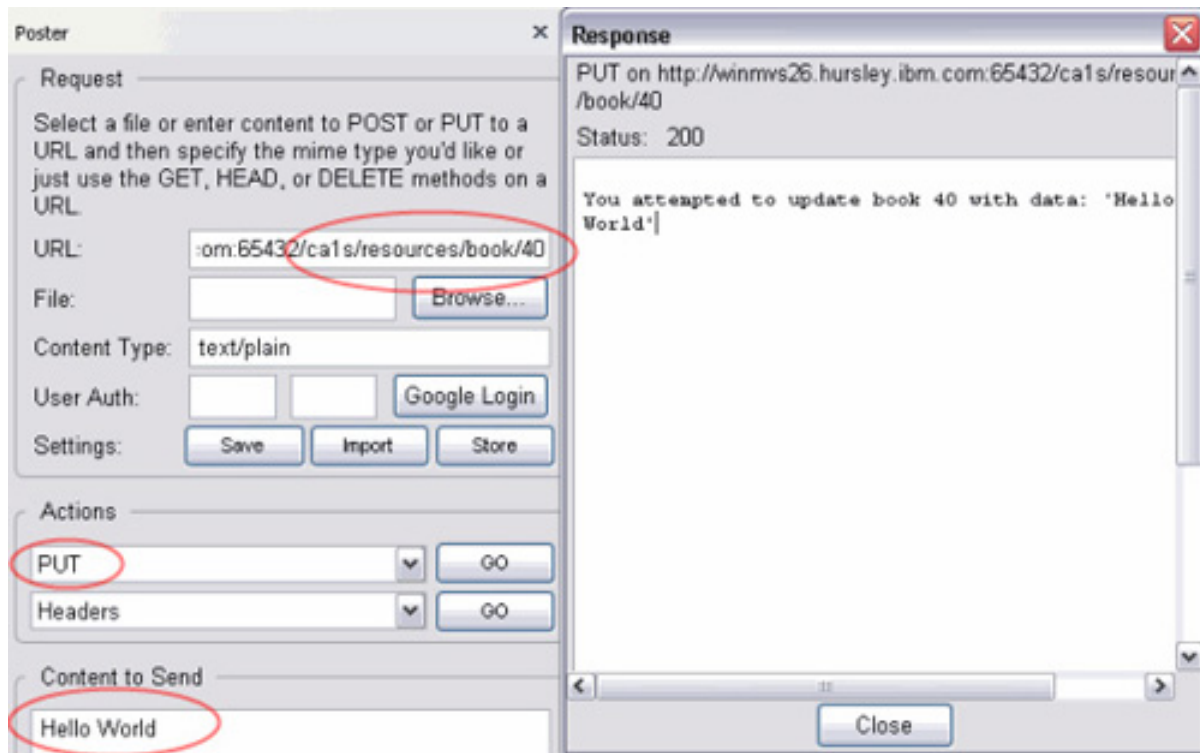 Poster
Request
Select a file or enter content to POST or PUT to a
URL and then specify the mime type you'd like or
just use the GET, HEAD, or DELETE methods on a
URL.
URL: :om:65432/ca1s/resources/book/40
File: Browse...
Content Type: text/plain
User Auth: Google Login
Settings: Save Import Store
Actions
PUT GO
Headers GO
Content to Send
Hello World
Response
PUT on http://winmvs26.hursley.ibm.com:65432/ca1s/resour
/book/40
Status: 200
You attempted to update book 40 with data: 'Hello
World'
Close